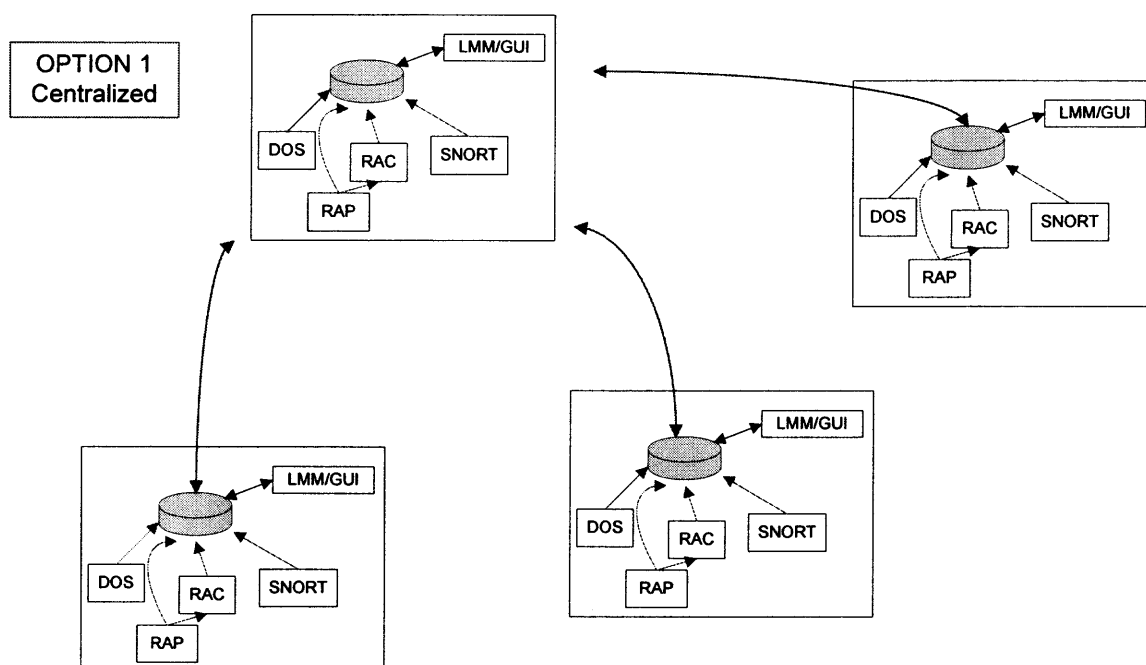 OPTION 1
Centralized
LMM/GUI
DOS
RAC
SNORT
RAP
LMM/GUI
DOS
RAC
SNORT
RAP
LMM/GUI
DOS
RAC
SNORT
RAP
LMM/GUI
DOS
RAC
SNORT
RAP